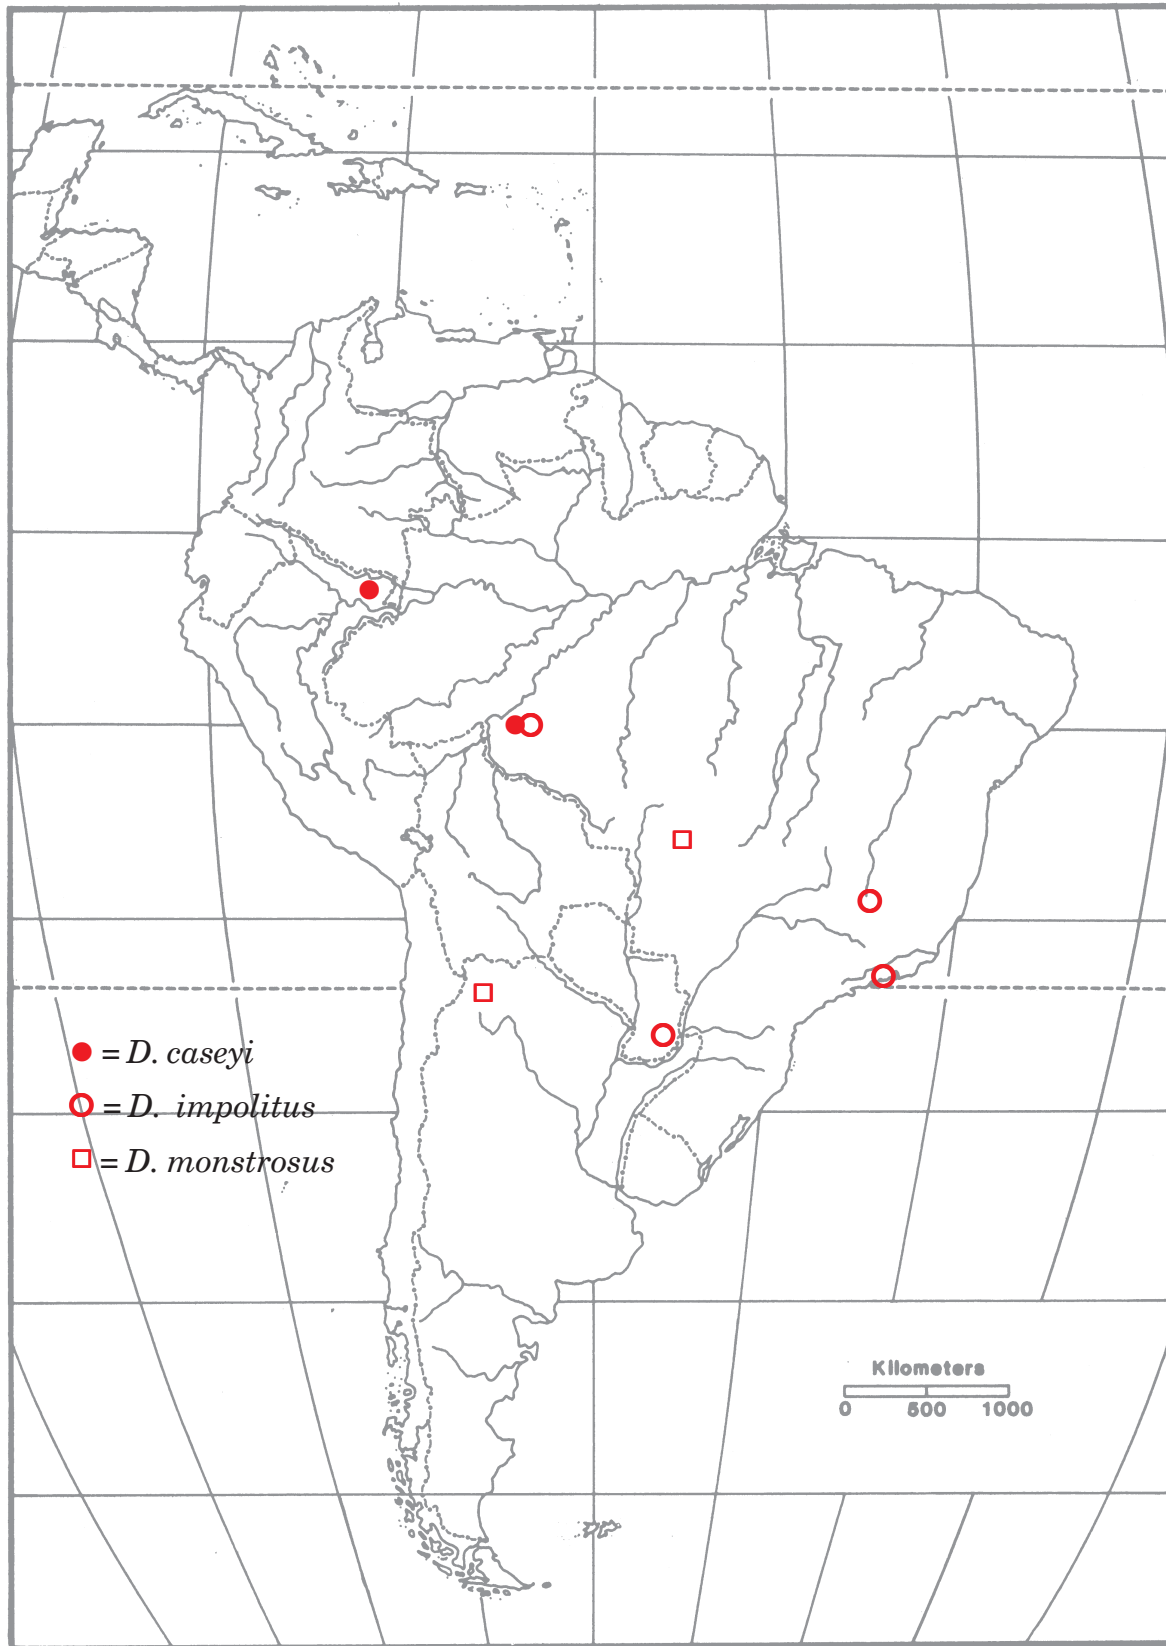 = D. caseyi
= D. impolitus
= D. monstrosus
Kilometers
0 500 1000